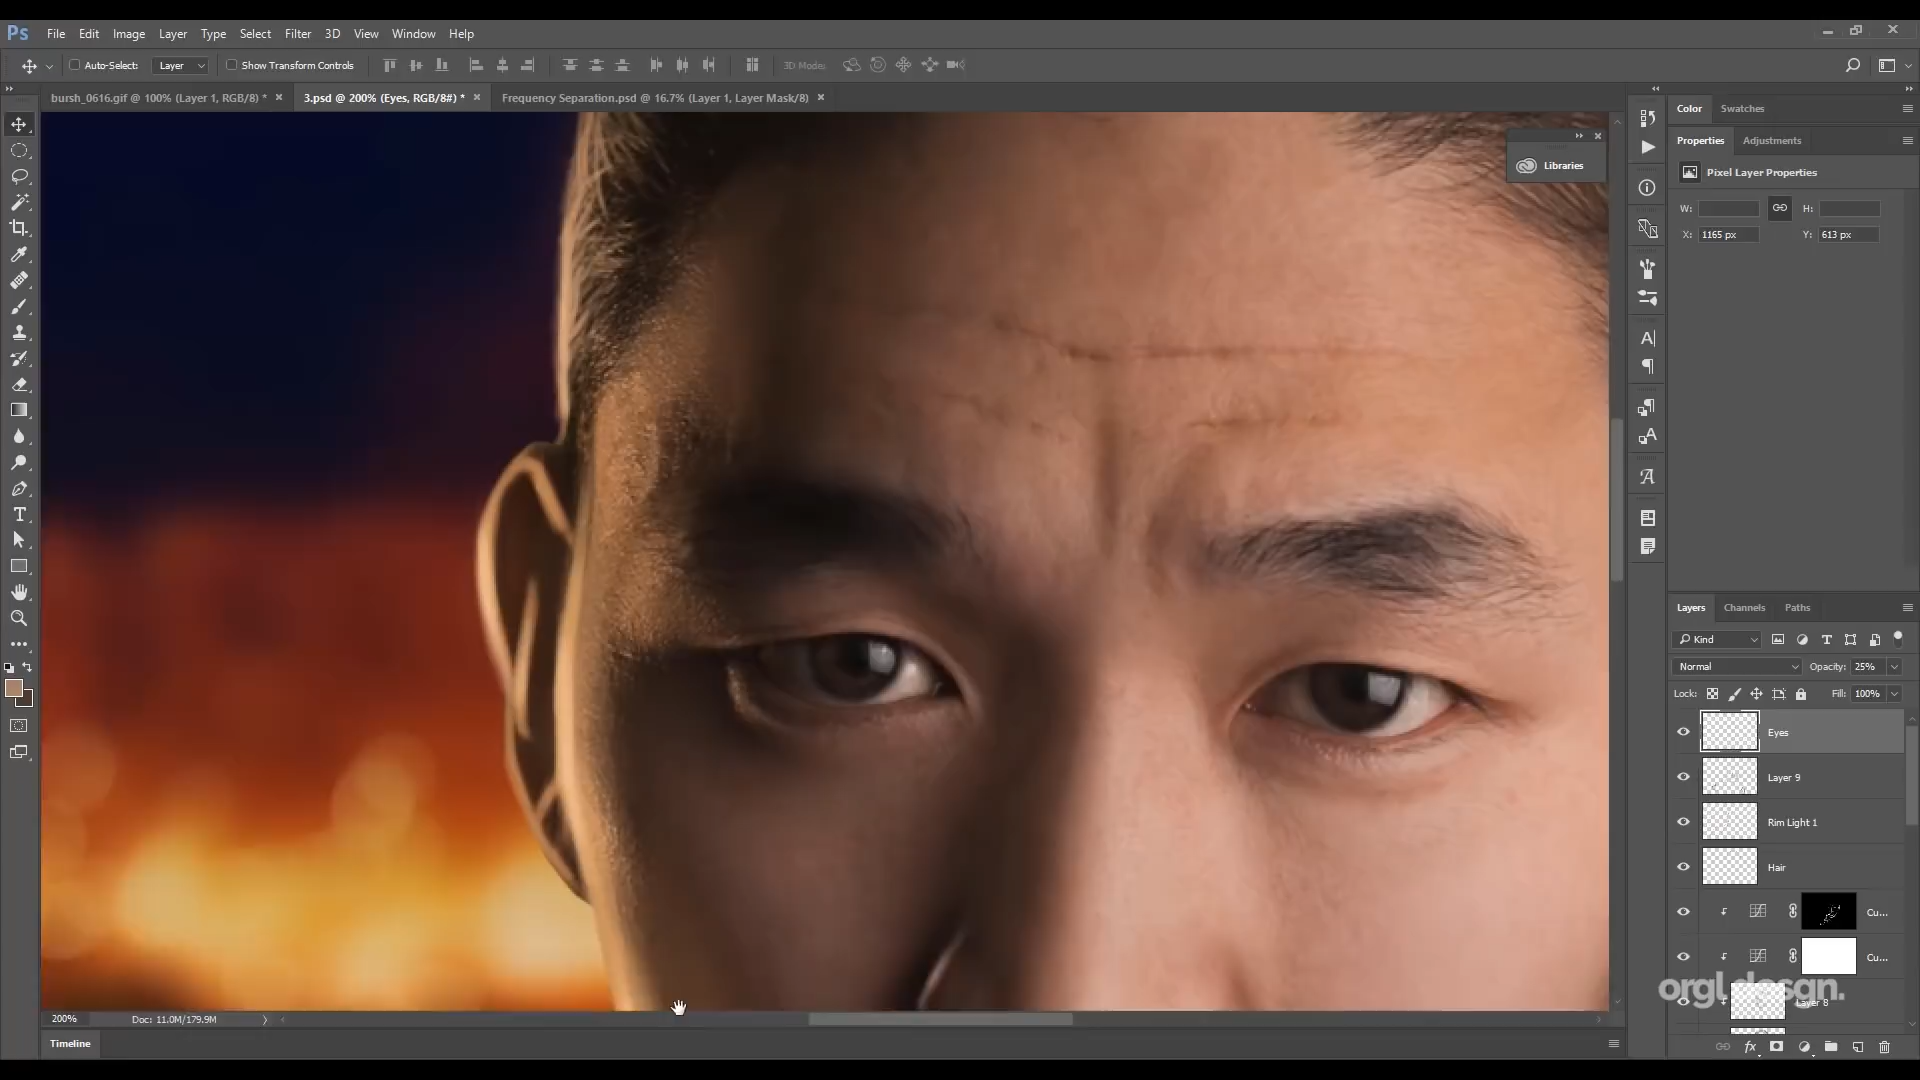 Ps File Edit Image Layer Type Select Filter 3D View Window Help
Auto-Select: Layer Show Transform Controls 3D Mode:
bursh_0616.gif @ 100% (Layer 1, RGB/8) * 3.psd @ 200% (Eyes, RGB/8#) * Frequency Separation.psd @ 16.7% (Layer 1, Layer Mask/8)
Color Swatches
Properties Adjustments
Libraries
Pixel Layer Properties
W: H:
X: 1165 px Y: 613 px
Layers Channels Paths
Kind
Normal Opacity: 25%
Lock: Fill: 100%
Eyes
Layer 9
Rim Light 1
Hair
Cu...
Cu...
orgl desgn.
Layer 8
200% Doc: 11.0M/179.9M
Timeline